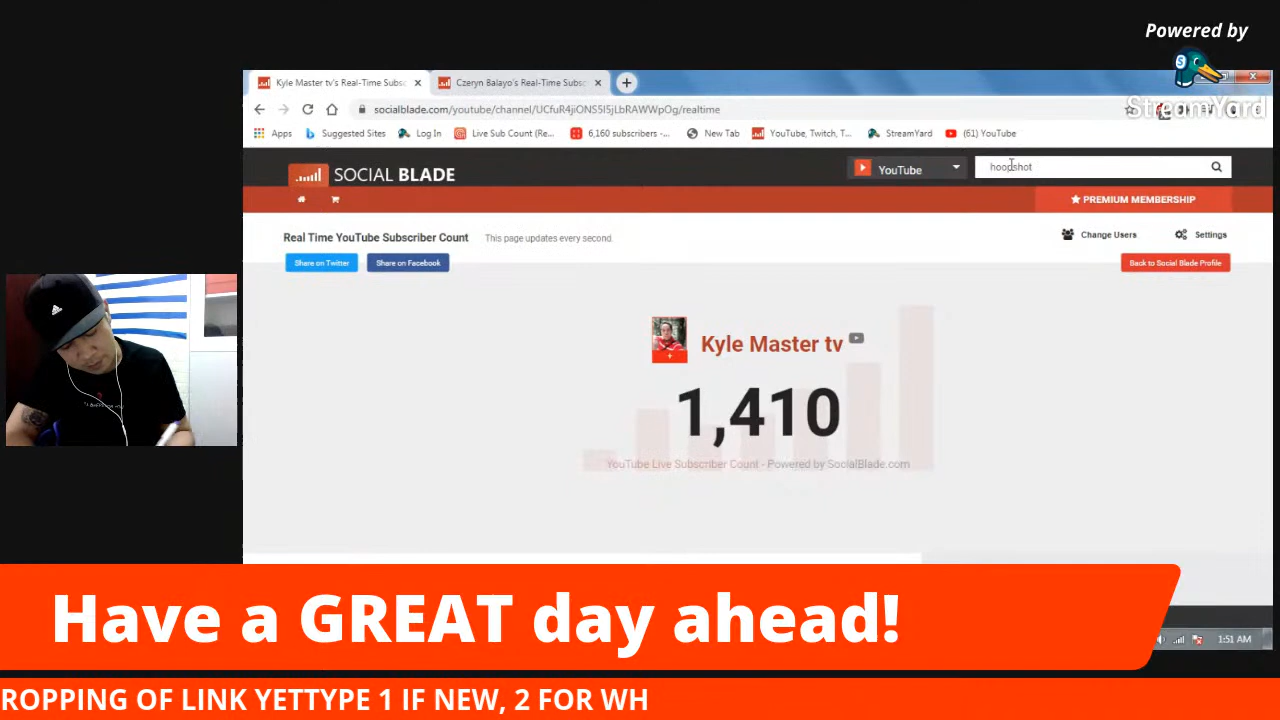 Powered by
StreamYard
Kyle Master tv's Real-Time Subsc
Czeryn Balayo's Real-Time Subsc
socialblade.com/youtube/channel/UCfuR4jiONS5I5jLbRAWWpOg/realtime
Apps
Suggested Sites
Log In
Live Sub Count (Re...
6,160 subscribers -...
New Tab
YouTube, Twitch, T...
StreamYard
(61) YouTube
SOCIAL BLADE
YouTube
hoopshot
PREMIUM MEMBERSHIP
Real Time YouTube Subscriber Count
This page updates every second.
Change Users
Settings
Share on Twitter
Share on Facebook
Back to Social Blade Profile
Kyle Master tv
1,410
YouTube Live Subscriber Count - Powered by SocialBlade.com
Have a GREAT day ahead!
1:51 AM
ROPPING OF LINK YETTYPE 1 IF NEW, 2 FOR WH